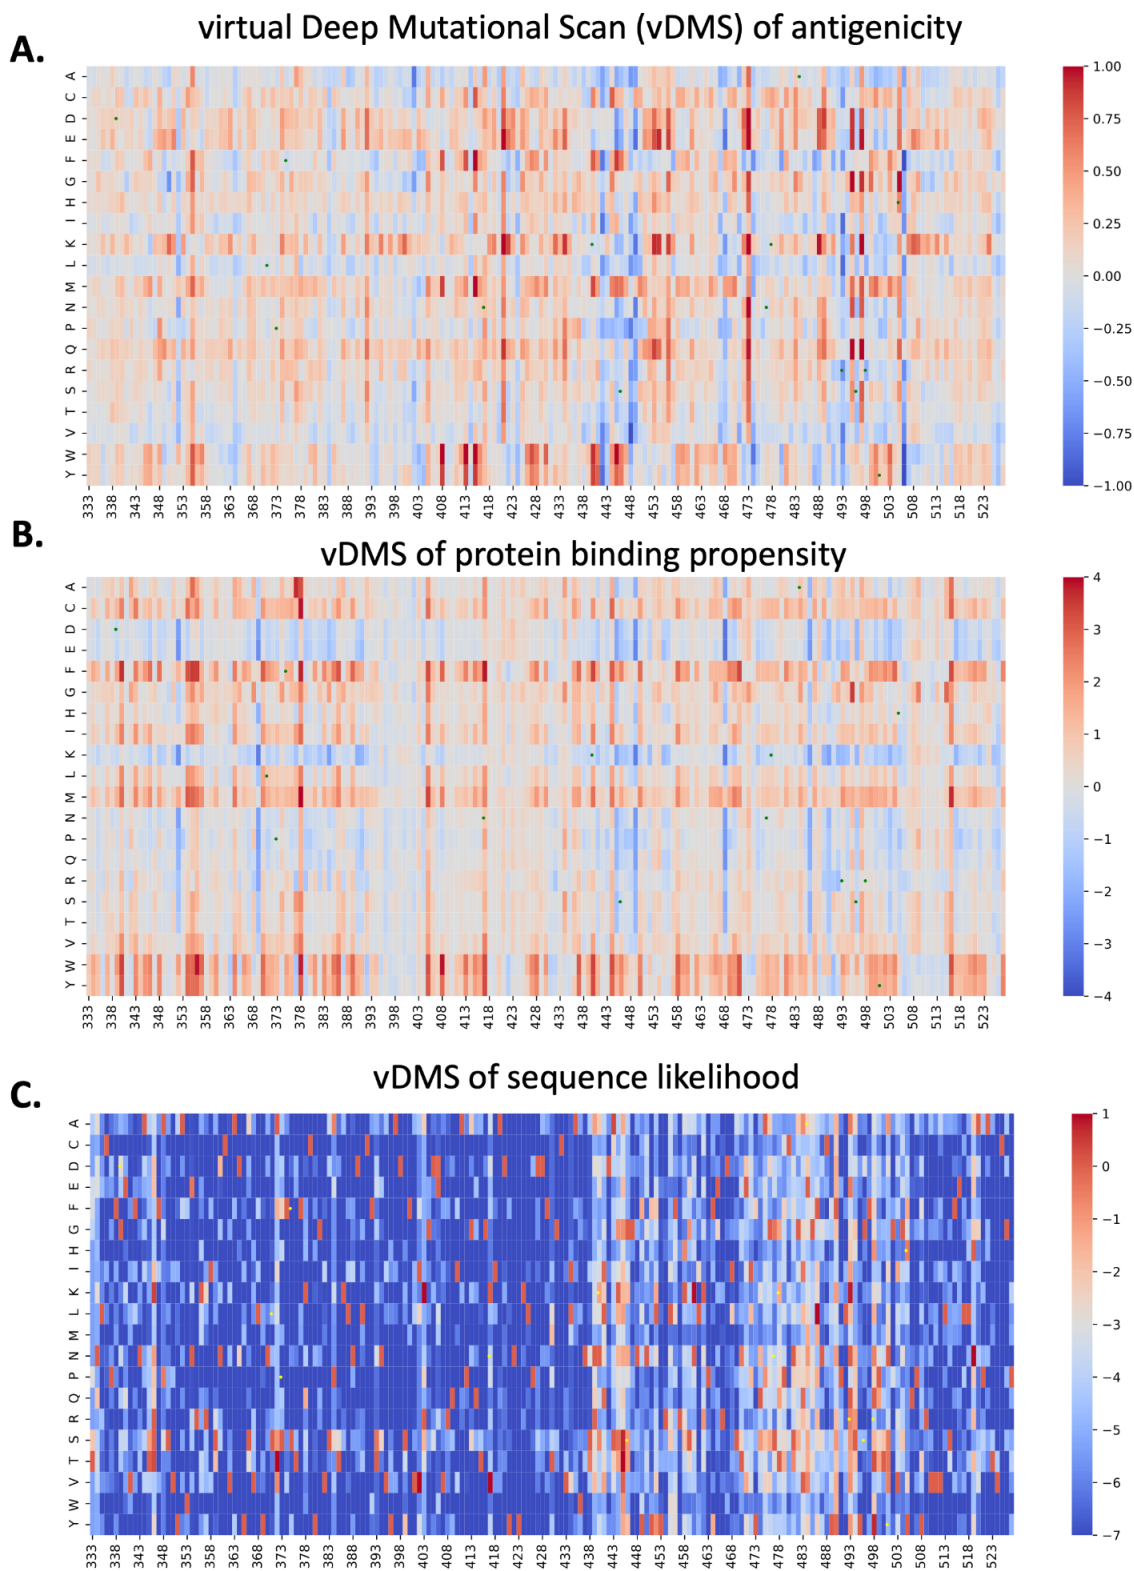 virtual Deep Mutational Scan (vDMS) of antigenicity
A.
A C D E F G H I K L M N P Q R S T V W Y
333 338 343 348 353 358 363 368 373 378 383 388 393 398 403 408 413 418 423 428 433 438 443 448 453 458 463 468 473 478 483 488 493 498 503 508 513 518 523
1.00
0.75
0.50
0.25
0.00
−0.25
−0.50
−0.75
−1.00
B.
vDMS of protein binding propensity
A C D E F G H I K L M N P Q R S T V W Y
333 338 343 348 353 358 363 368 373 378 383 388 393 398 403 408 413 418 423 428 433 438 443 448 453 458 463 468 473 478 483 488 493 498 503 508 513 518 523
4
3
2
1
0
−1
−2
−3
−4
vDMS of sequence likelihood
C.
A C D E F G H I K L M N P Q R S T V W Y
333 338 343 348 353 358 363 368 373 378 383 388 393 398 403 408 413 418 423 428 433 438 443 448 453 458 463 468 473 478 483 488 493 498 503 508 513 518 523
1
0
−1
−2
−3
−4
−5
−6
−7